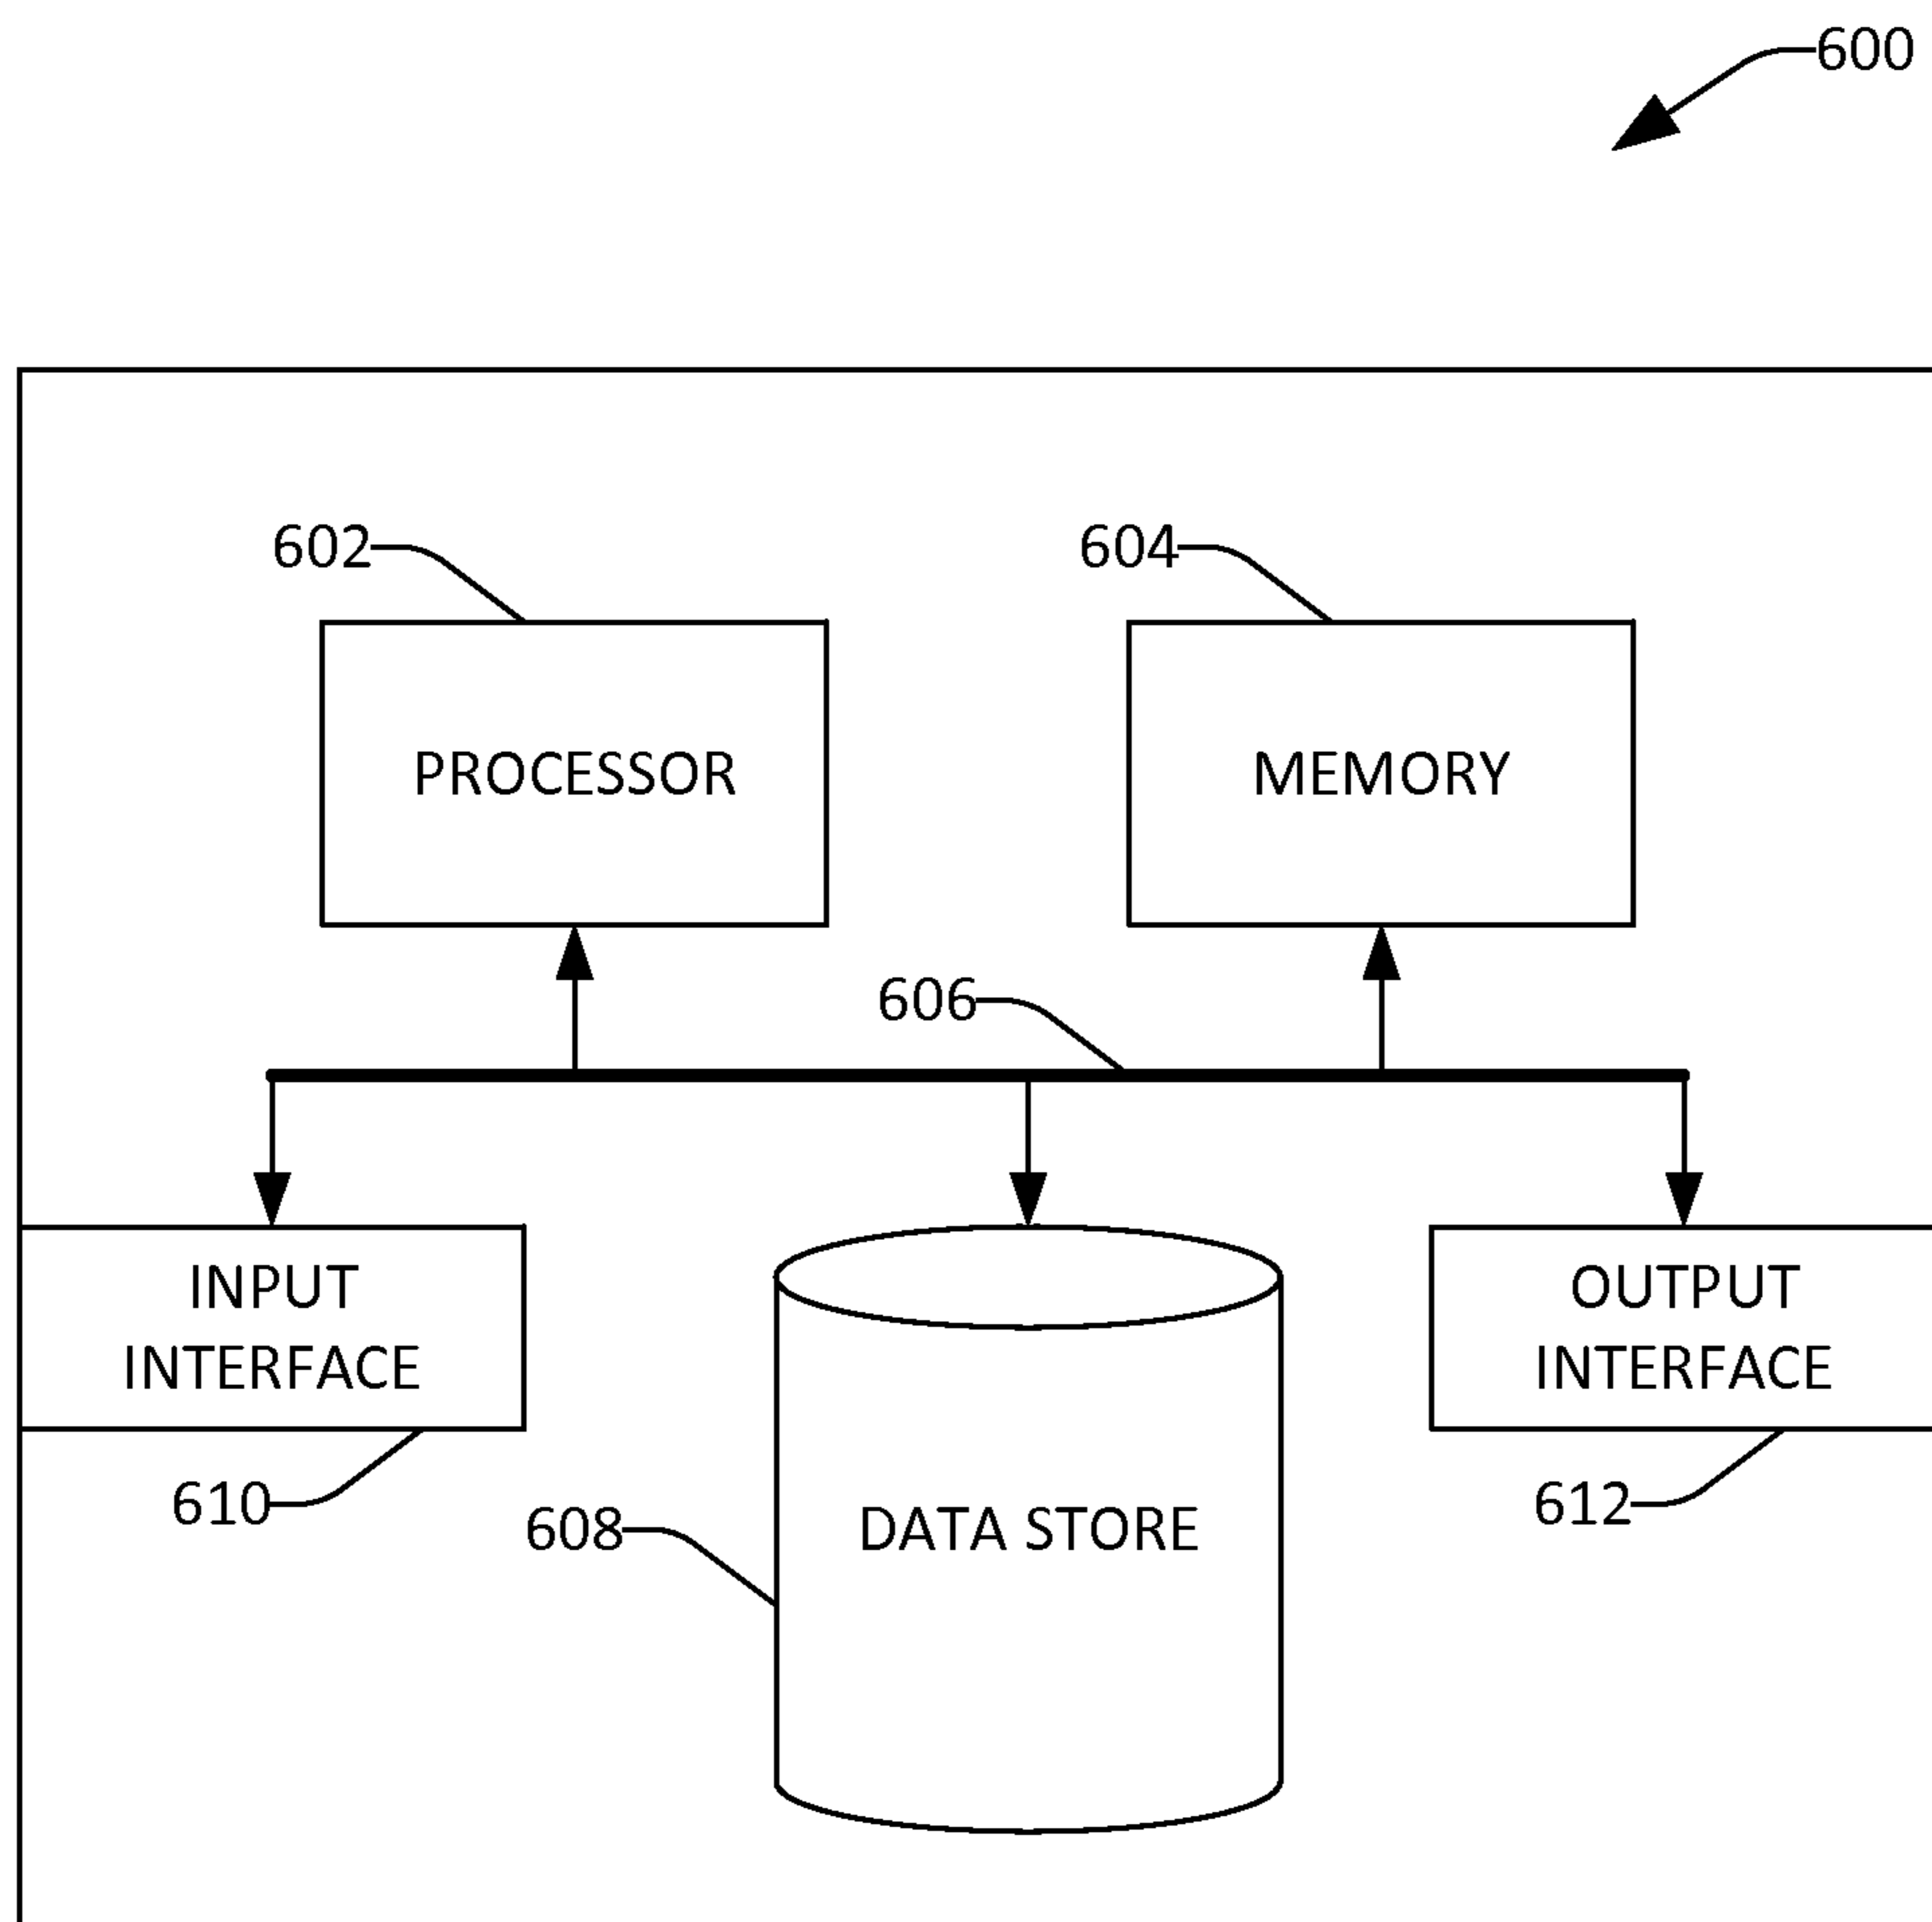 600
602
604
PROCESSOR
MEMORY
606
INPUT
INTERFACE
OUTPUT
INTERFACE
610
608
DATA STORE
612